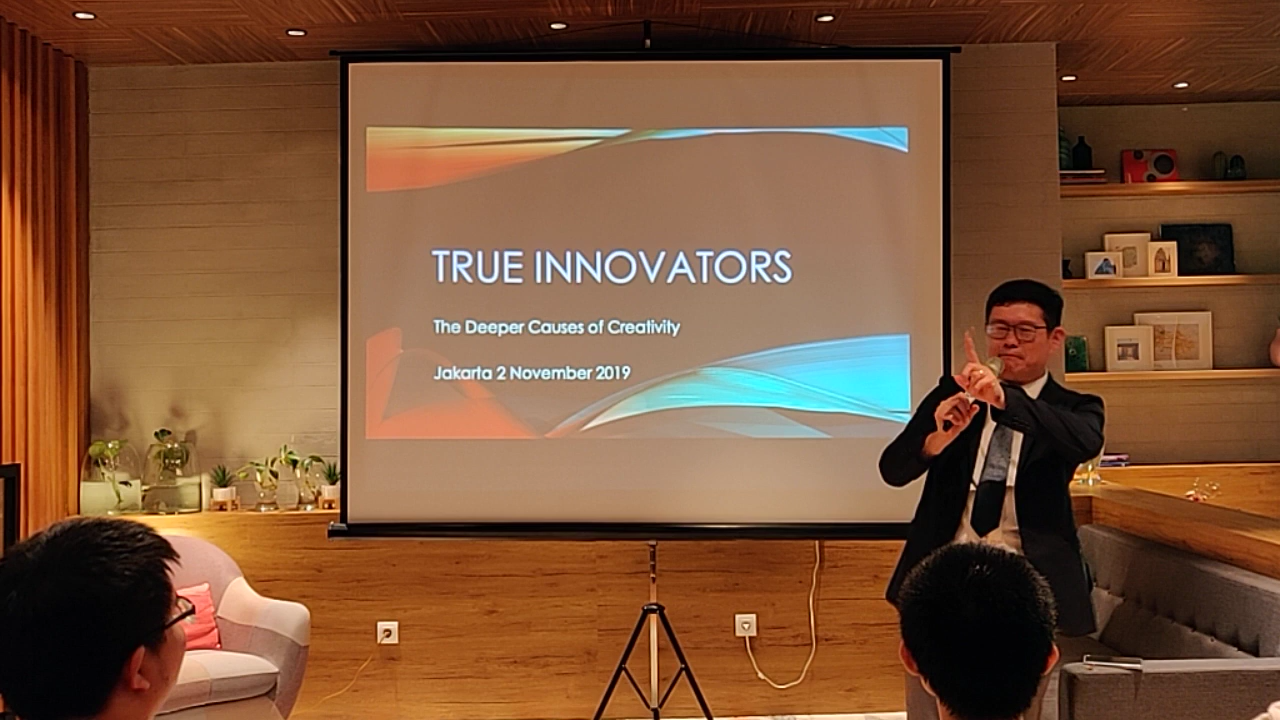 TRUE INNOVATORS
The Deeper Causes of Creativity
Jakarta 2 November 2019